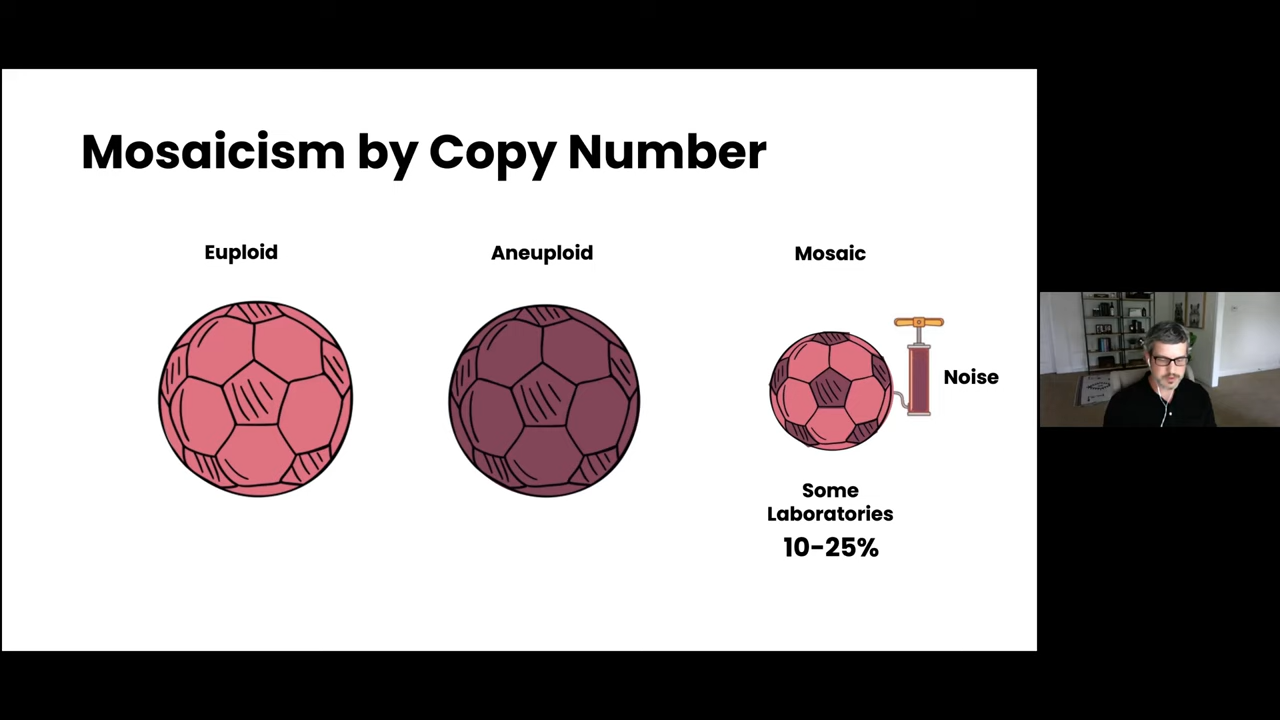 Mosaicism by Copy Number
Euploid
Aneuploid
Mosaic
Noise
Some
Laboratories
10-25%